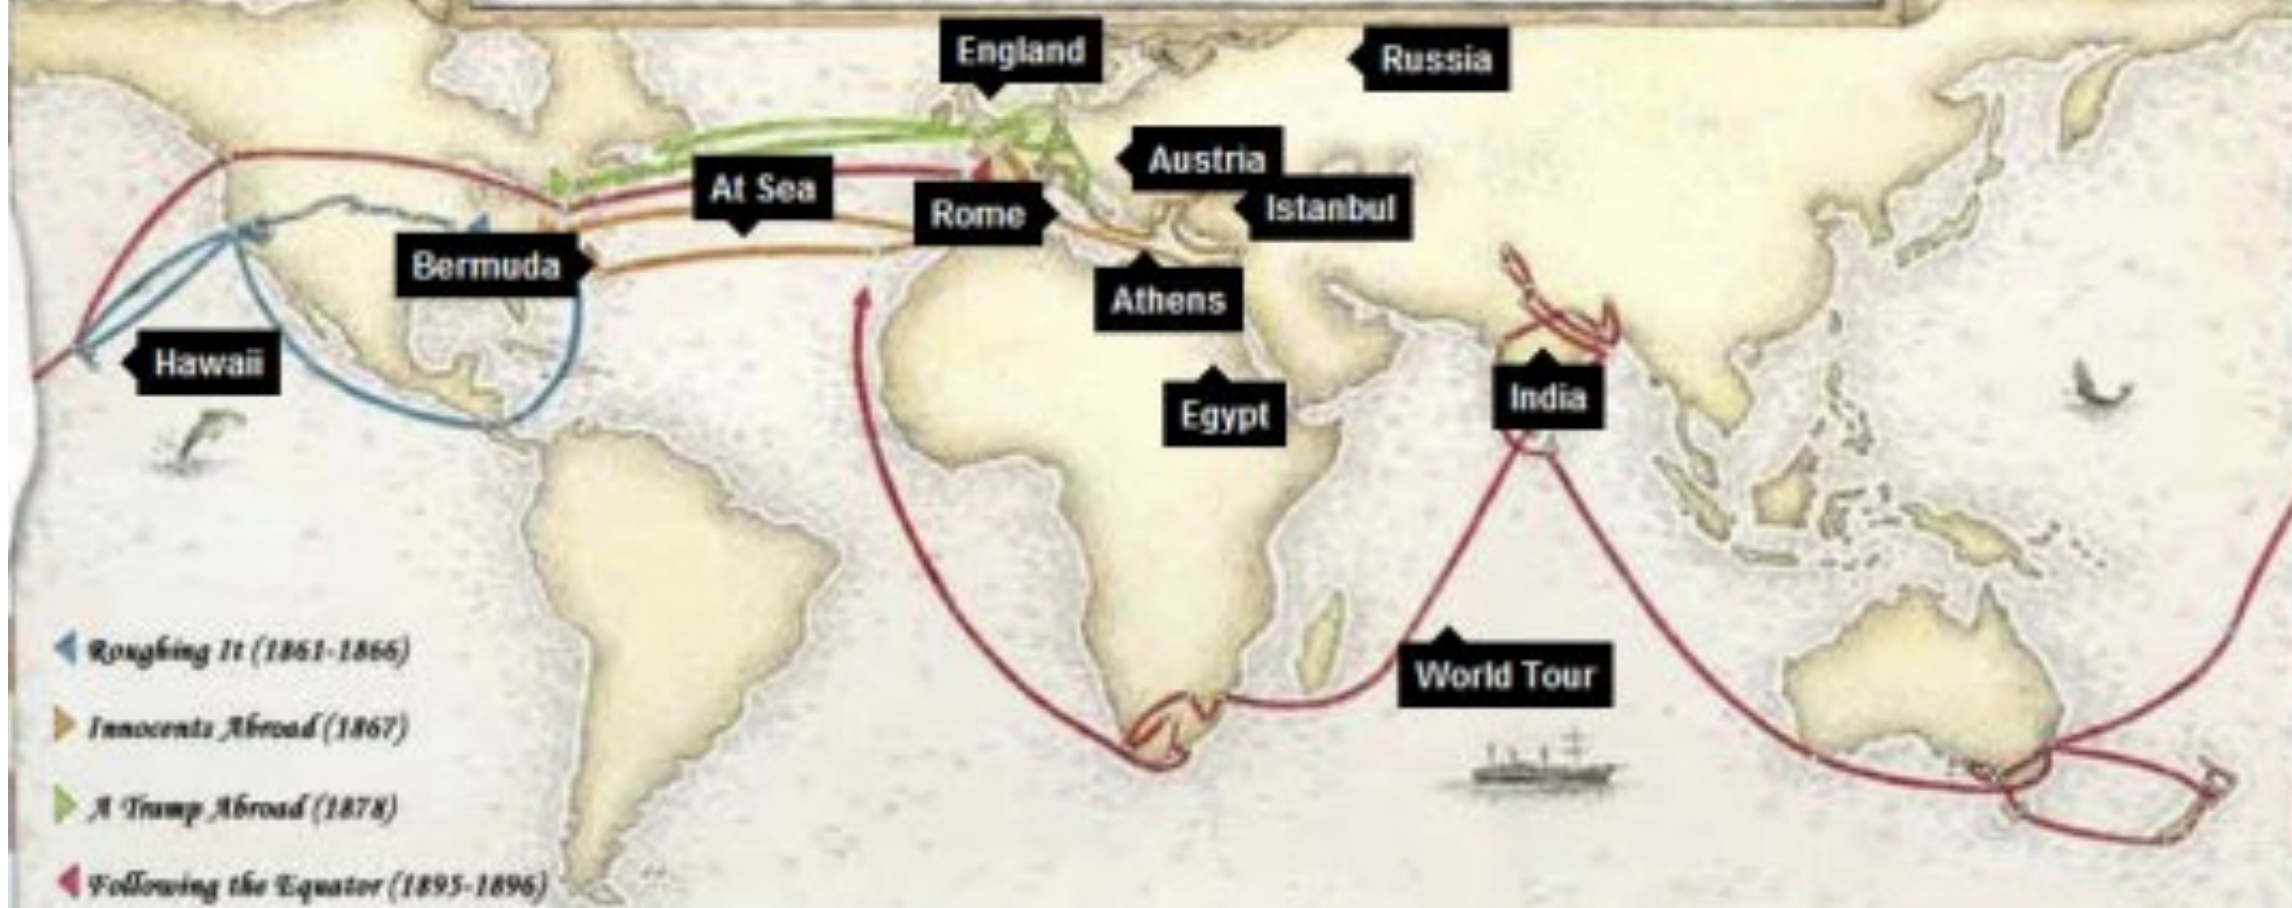 England
Russia
Austria
At Sea
Istanbul
Rome
Bermuda
Athens
Hawaii
India
Egypt
Roughing It (1861-1866)
World Tour
Innocents Abroad (1867)
A Tramp Abroad (1878)
Following the Equator (1895-1896)